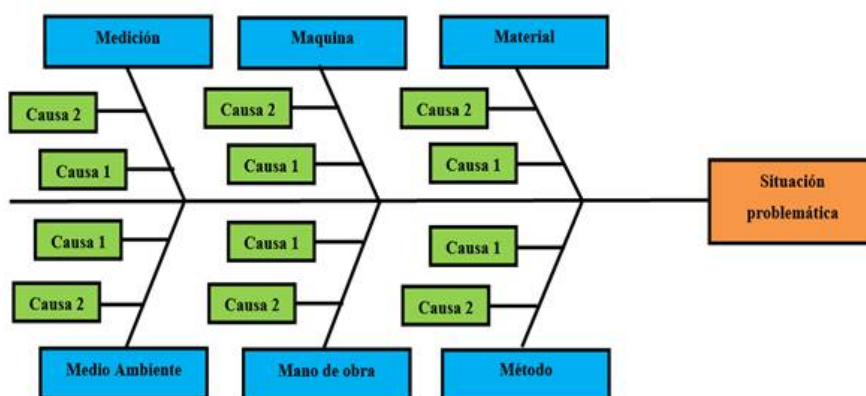 Medición
Maquina
Material
Causa 2
Causa 2
Causa 2
Causa 1
Causa 1
Causa 1
Situación
problemática
Causa 1
Causa 1
Causa 1
Causa 2
Causa 2
Causa 2
Medio Ambiente
Mano de obra
Método